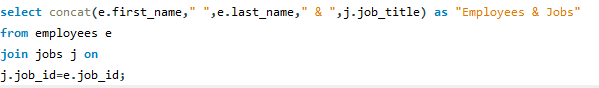 select concat(e.first_name," ",e.last_name," & ",j.job_title) as "Employees & Jobs"
from employees e
join jobs j on
j.job_id=e.job_id;